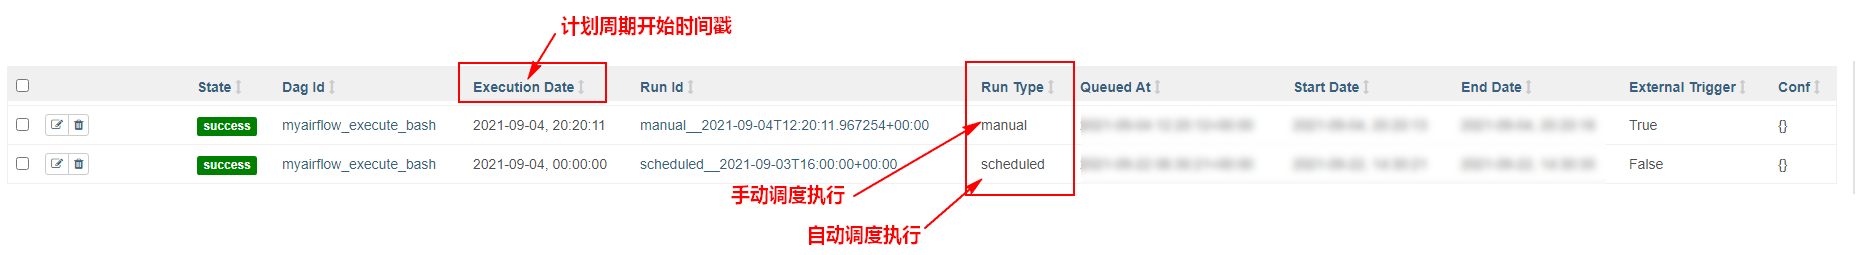 计划周期开始时间戳
State Dag Id Execution Date Run Id Run Type Queued At Start Date End Date External Trigger Conf
success myairflow_execute_bash 2021-09-04, 20:20:11 manual__2021-09-04T12:20:11.967254+00:00 manual True {}
success myairflow_execute_bash 2021-09-04, 00:00:00 scheduled__2021-09-03T16:00:00+00:00 scheduled False {}
手动调度执行
自动调度执行